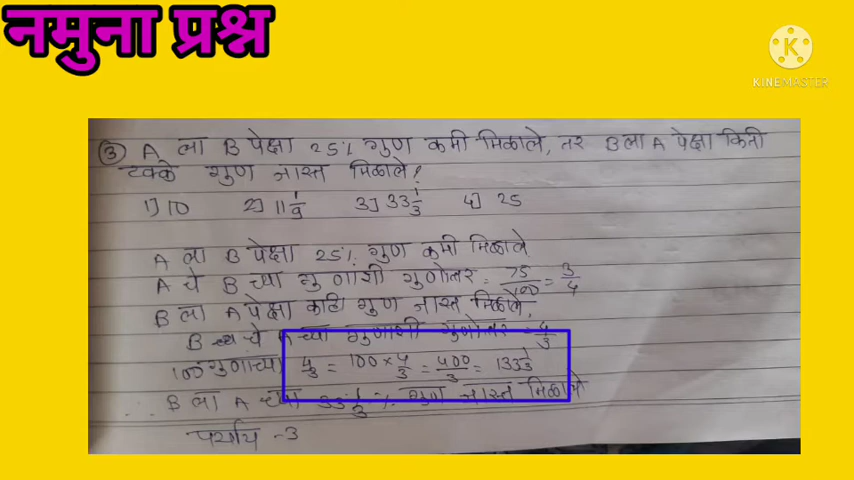 नमुना प्रश्न
K
KINEMASTER
③ A ला B पेक्षा 25% गुण कमी मिळाले, तर B ला A पेक्षा किती
टक्के गुण जास्त मिळाले?
1) 10 2) 11 1/9 3) 33 1/3 4) 25
A ला B पेक्षा 25% गुण कमी मिळाले
A चे B च्या गुणाशी गुणोत्तर = 75/100 = 3/4
B ला A पेक्षा काही गुण जास्त मिळाले,
B चे A च्या गुणाशी गुणोत्तर = 4/3
100 गुणाच्या 4/3 = 100 × 4/3 = 400/3 = 133 1/3
∴ B ला A च्या 33 1/3 % गुण जास्त मिळाले
पर्याय - 3